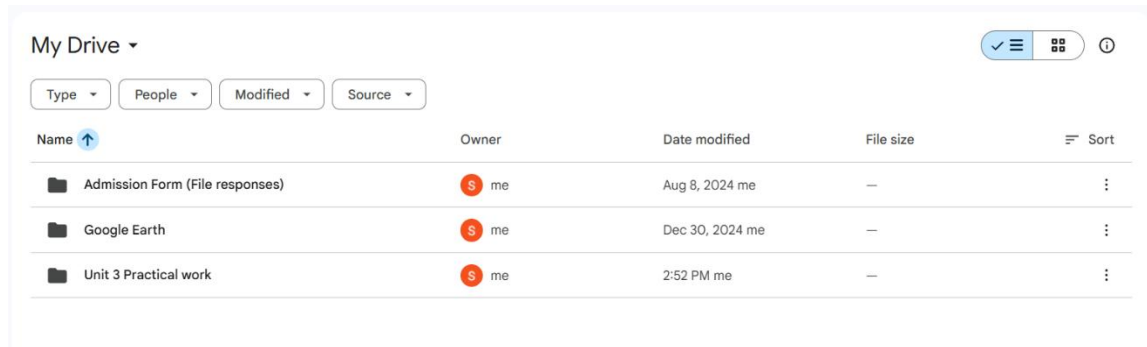 My Drive
Type People Modified Source
Name Owner Date modified File size Sort
Admission Form (File responses) S me Aug 8, 2024 me —
Google Earth S me Dec 30, 2024 me —
Unit 3 Practical work S me 2:52 PM me —